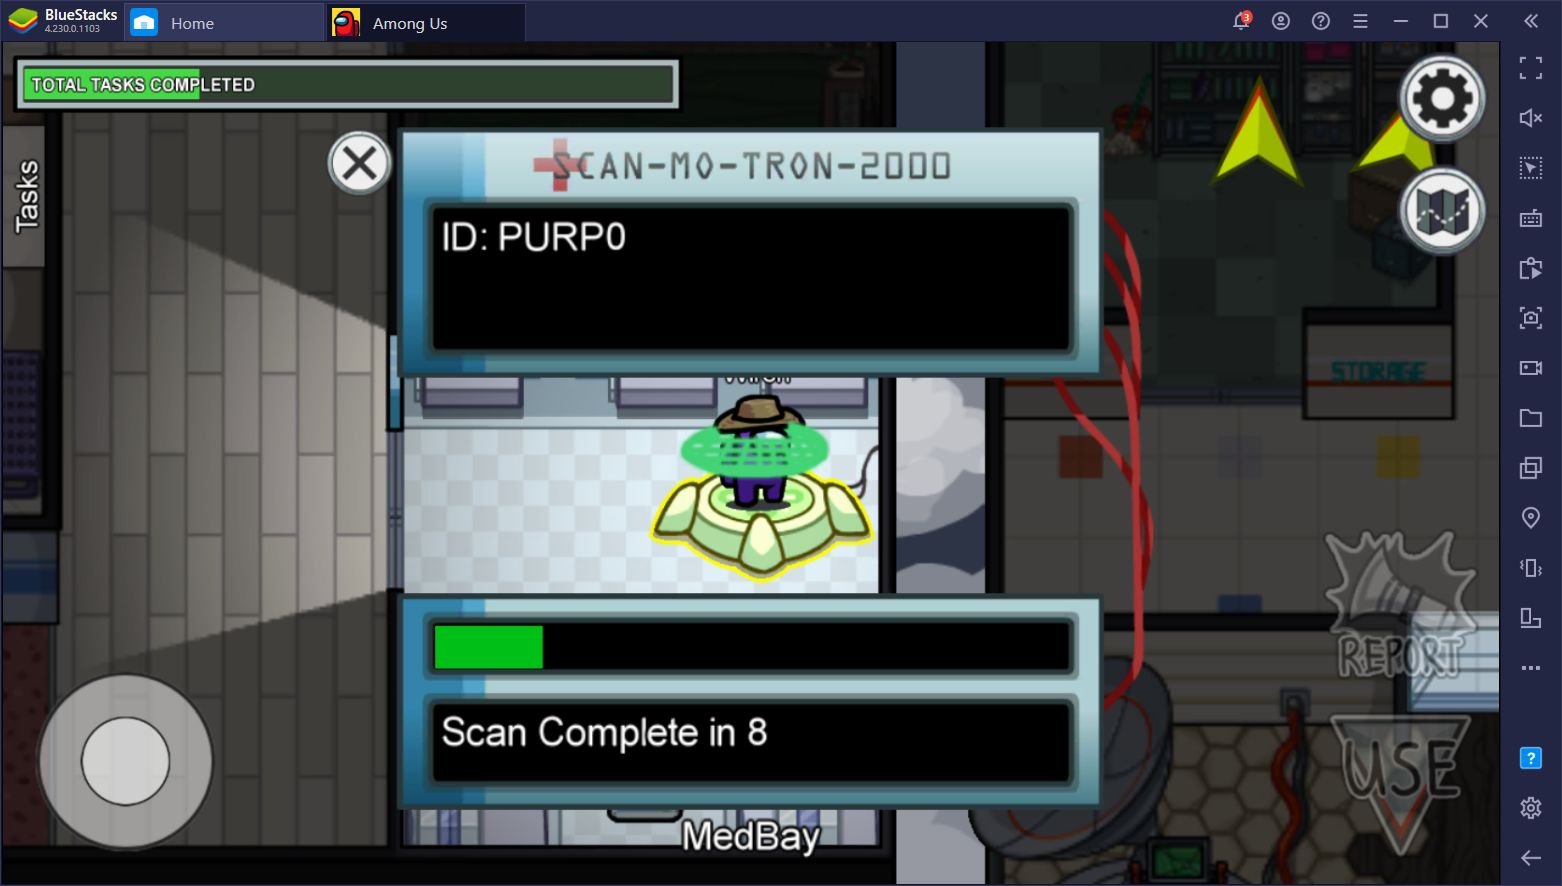 BlueStacks
4.230.0.1103
Home
Among Us
3
TOTAL TASKS COMPLETED
Tasks
SCAN-MO-TRON-2000
ID: PURP0
STORAGE
Scan Complete in 8
REPORT
USE
MedBay
?